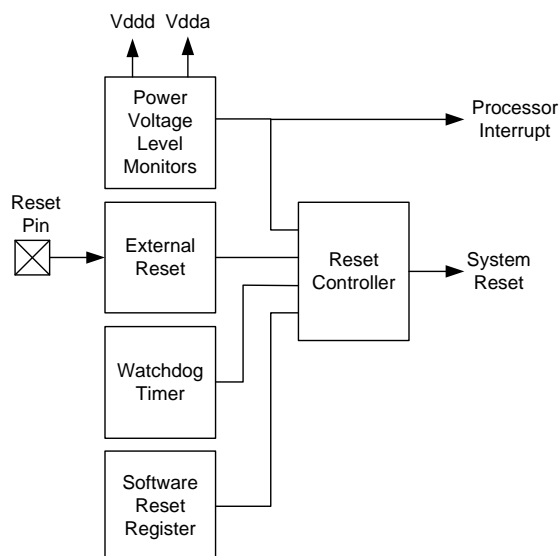 Vddd
Vdda
Power
Voltage
Level
Monitors
Processor
Interrupt
Reset
Pin
External
Reset
Reset
Controller
System
Reset
Watchdog
Timer
Software
Reset
Register